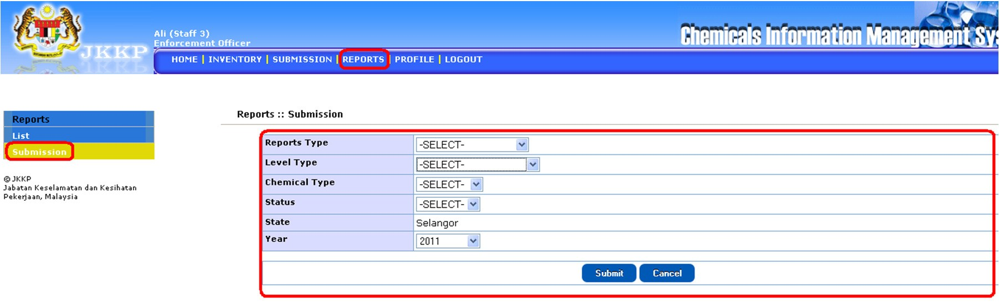 Ali (Staff 3)
Enforcement Officer
Chemicals Information Management Sy
JKKP
HOME | INVENTORY | SUBMISSION | REPORTS | PROFILE | LOGOUT
Reports
List
Submission
© JKKP
Jabatan Keselamatan dan Kesihatan
Pekerjaan, Malaysia
Reports :: Submission
Reports Type -SELECT-
Level Type -SELECT-
Chemical Type -SELECT-
Status -SELECT-
State Selangor
Year 2011
Submit Cancel